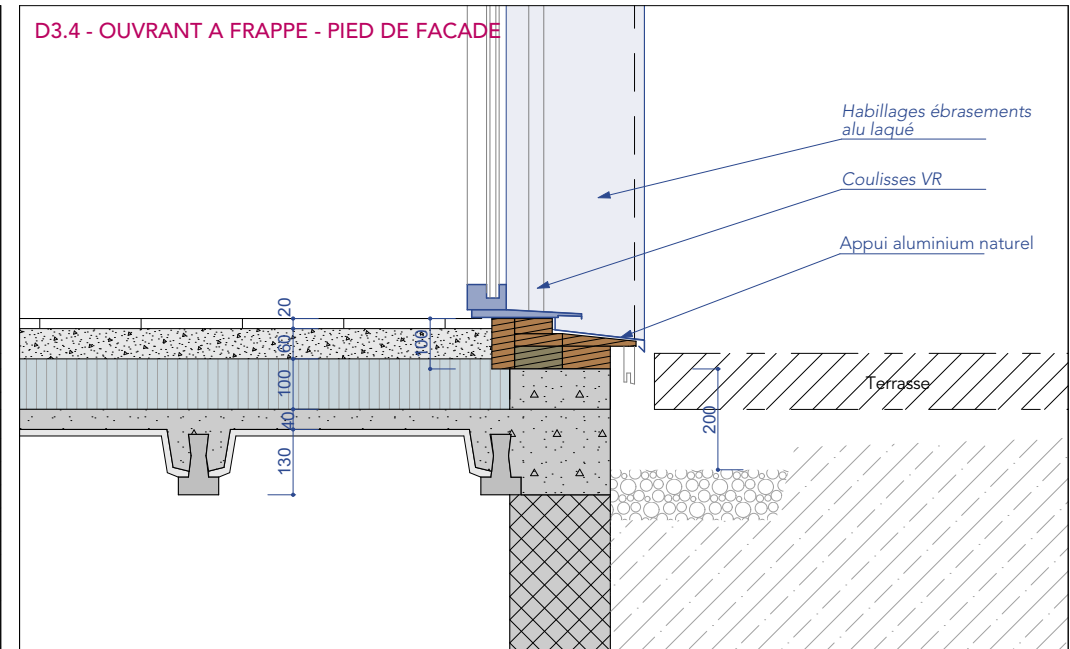 D3.4 - OUVRANT A FRAPPE - PIED DE FACADE
Habillages ébrasements
alu laqué
Coulisses VR
Appui aluminium naturel
20
60
100
100
40
130
200
Terrasse